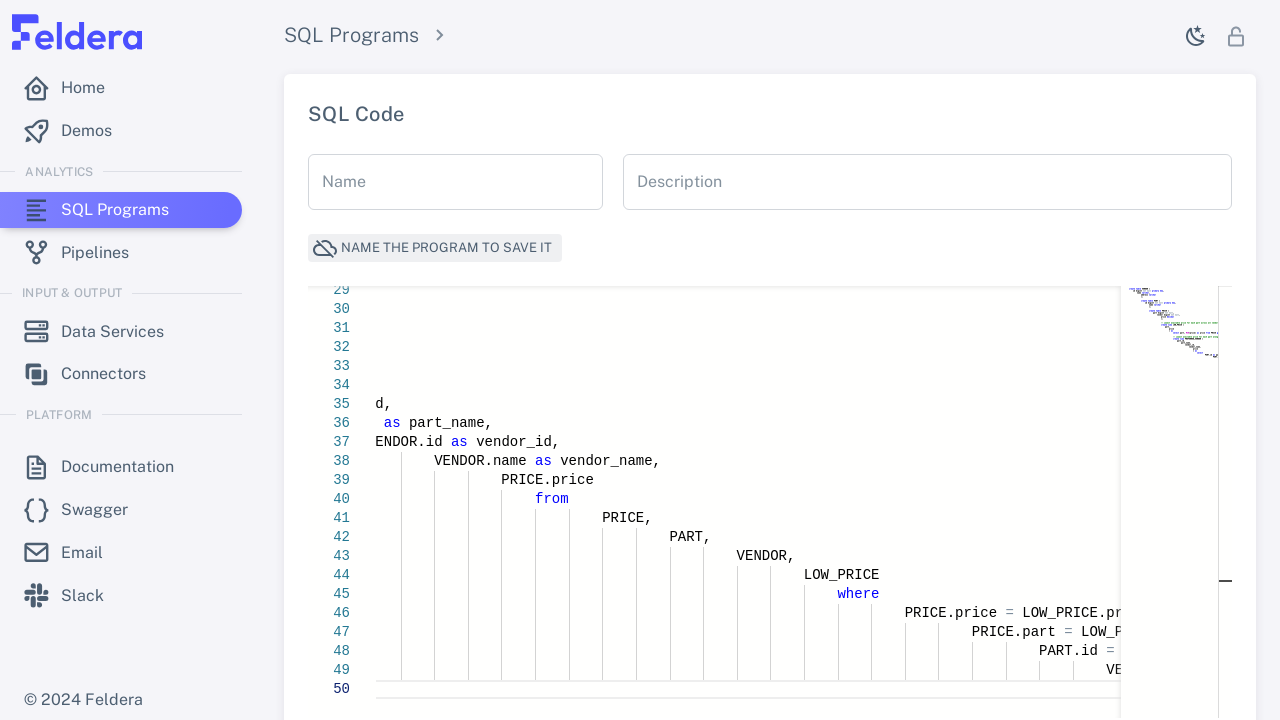 Feldera
SQL Programs
Home
Demos
ANALYTICS
SQL Programs
Pipelines
INPUT & OUTPUT
Data Services
Connectors
PLATFORM
Documentation
Swagger
Email
Slack
© 2024 Feldera
SQL Code
Name
Description
NAME THE PROGRAM TO SAVE IT
29
30
31
32
33
34
35 d,
36 as part_name,
37 ENDOR.id as vendor_id,
38 VENDOR.name as vendor_name,
39 PRICE.price
40 from
41 PRICE,
42 PART,
43 VENDOR,
44 LOW_PRICE
45 where
46 PRICE.price = LOW_PRICE.pr
47 PRICE.part = LOW_P
48 PART.id =
49 VE
50